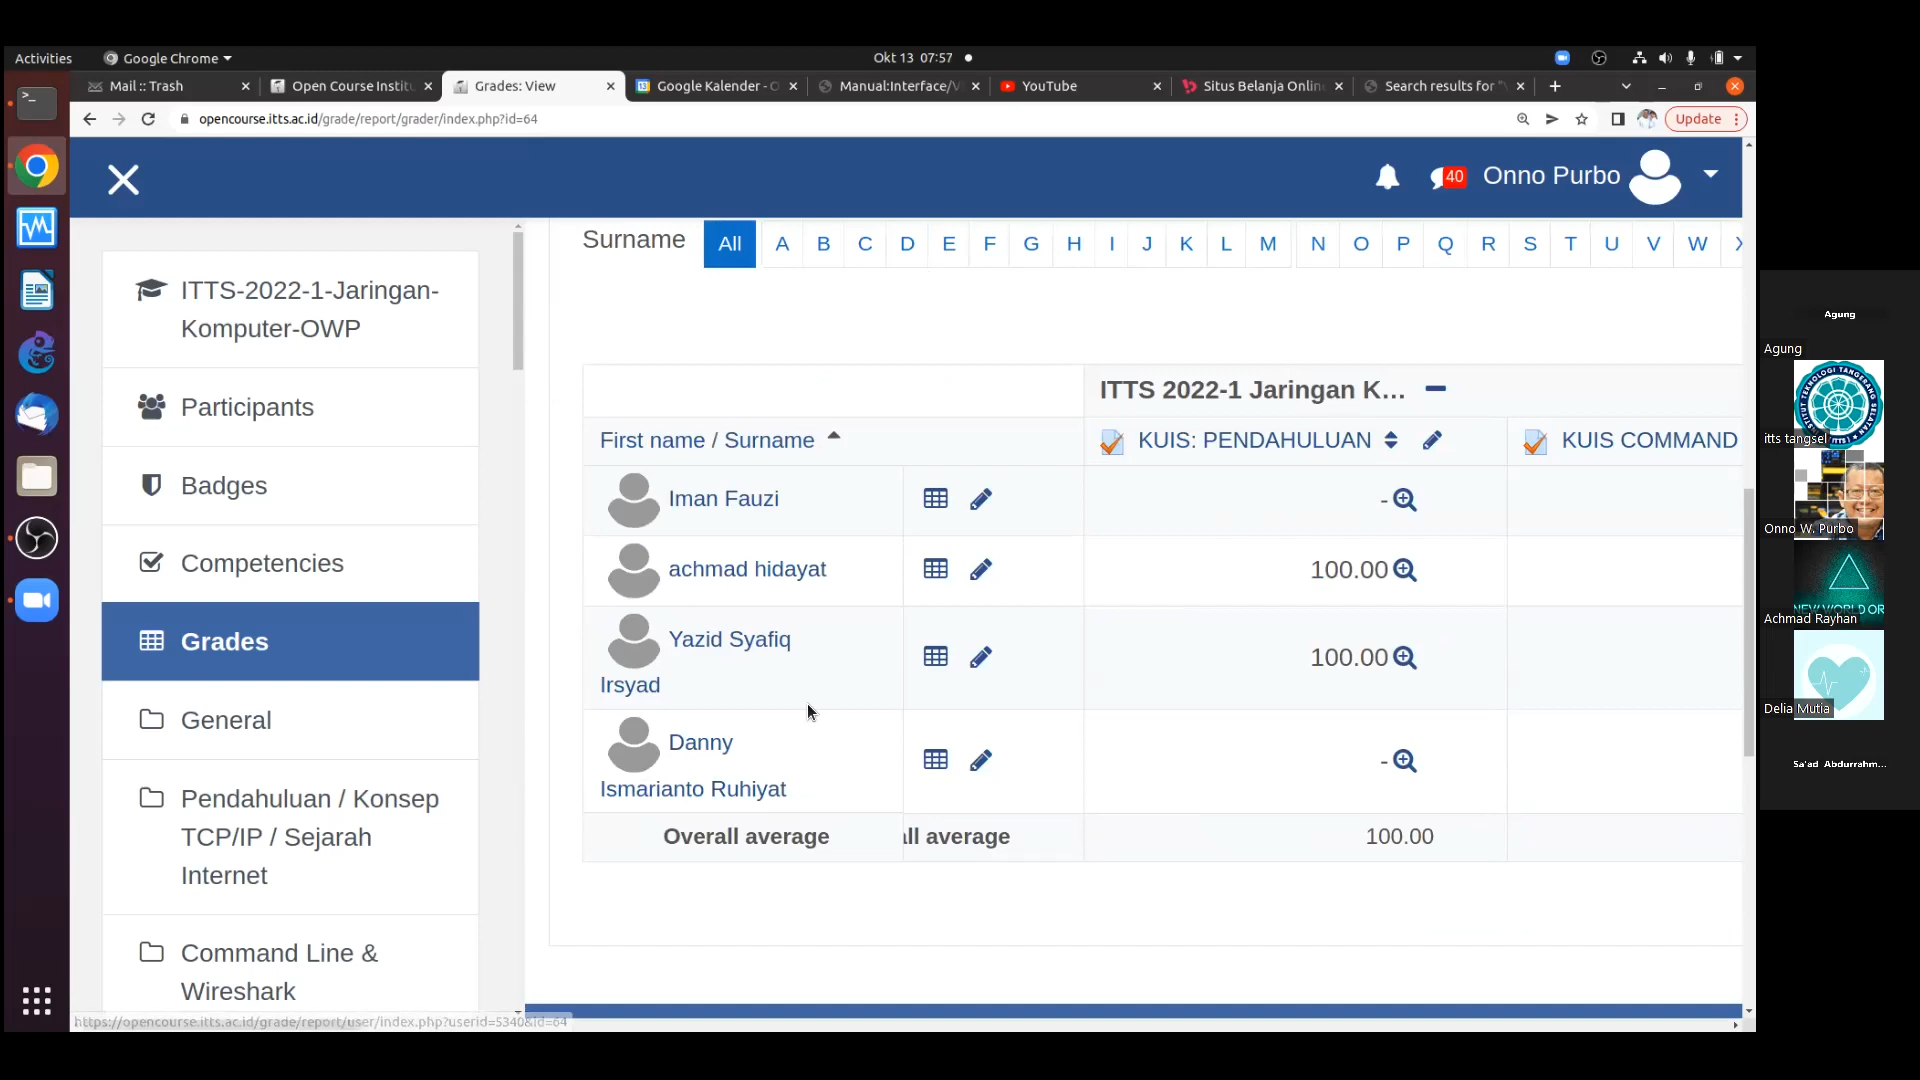 Activities
Google Chrome
Okt 13 07:57
Mail :: Trash
Open Course Institu
Grades: View
Google Kalender - O
Manual:Interface/V
YouTube
Situs Belanja Onlin
Search results for "
opencourse.itts.ac.id/grade/report/grader/index.php?id=64
Update
40
Onno Purbo
ITTS-2022-1-Jaringan-
Komputer-OWP
Participants
Badges
Competencies
Grades
General
Pendahuluan / Konsep
TCP/IP / Sejarah
Internet
Command Line &
Wireshark
Surname
All A B C D E F G H I J K L M N O P Q R S T U V W X
ITTS 2022-1 Jaringan K...
First name / Surname
KUIS: PENDAHULUAN
KUIS COMMAND
Iman Fauzi
-
achmad hidayat
100.00
Yazid Syafiq
Irsyad
100.00
Danny
Ismarianto Ruhiyat
-
Overall average
all average
100.00
https://opencourse.itts.ac.id/grade/report/user/index.php?userid=5340&id=64
Agung
Agung
itts tangsel
Onno W. Purbo
NEW WORLD OR
Achmad Rayhan
Delia Mutia
Sa'ad Abdurrahm...